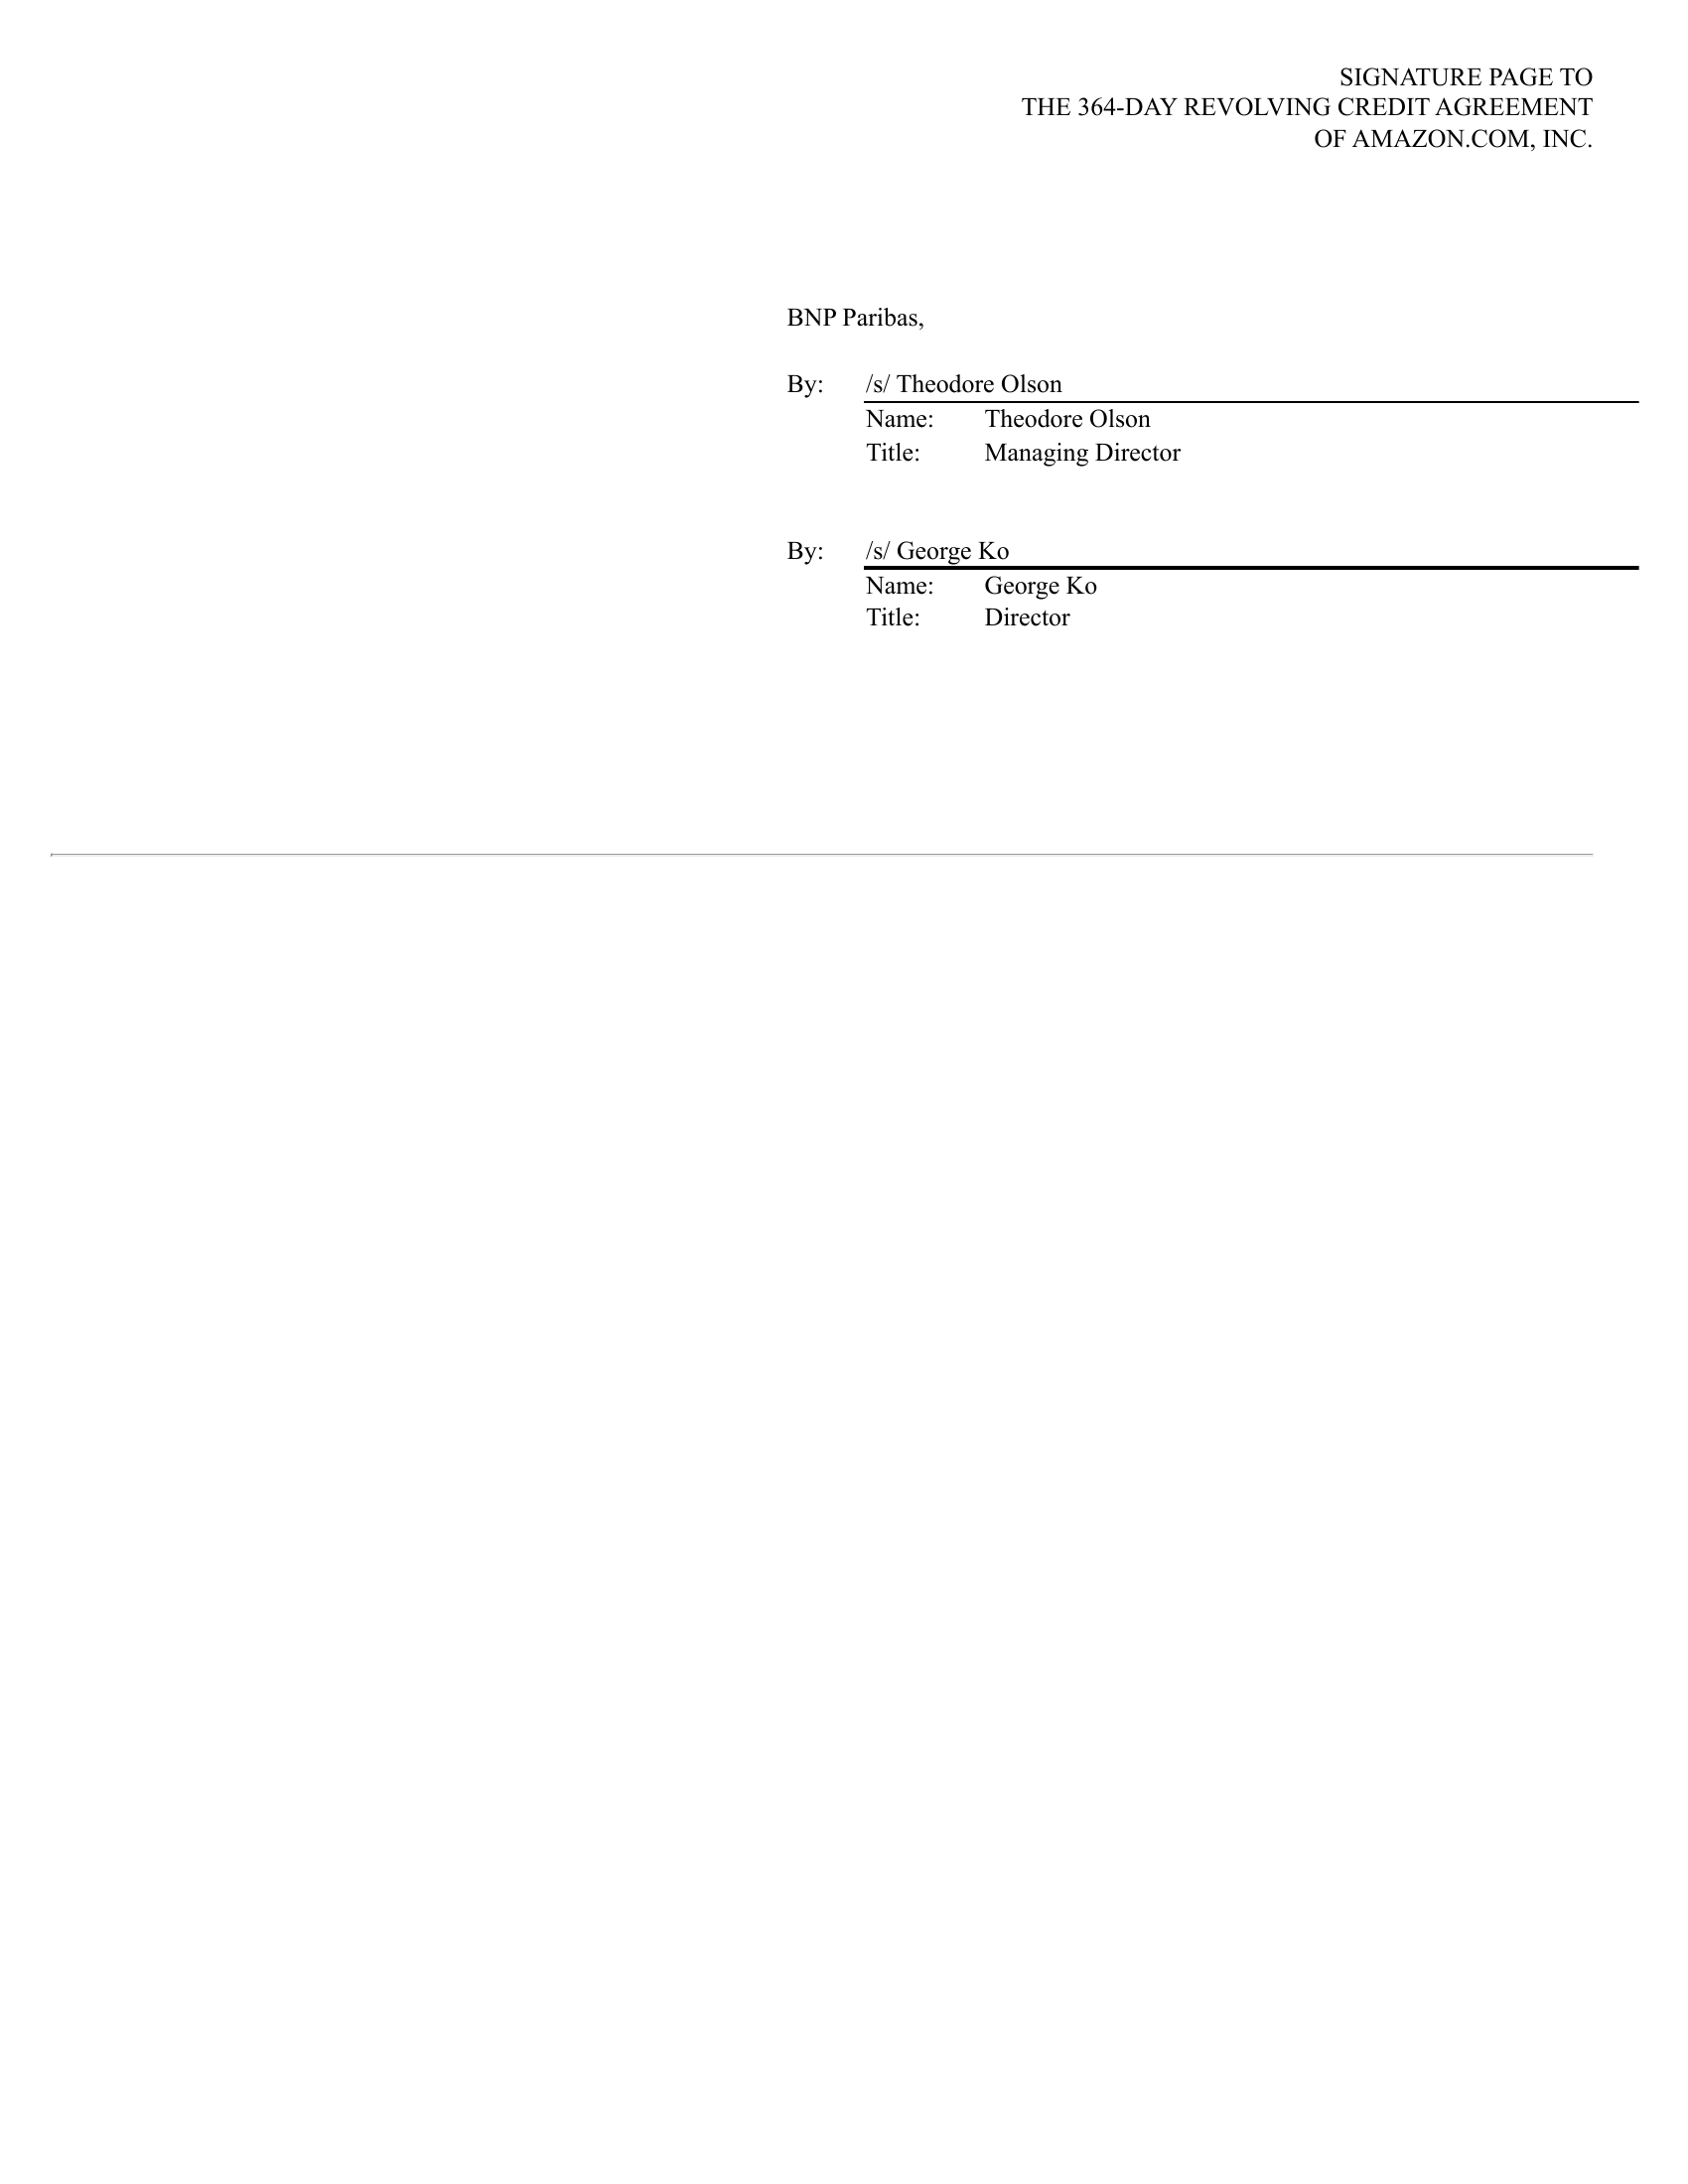 SIGNATURE PAGE TO
THE 364-DAY REVOLVING CREDIT AGREEMENT
OF AMAZON.COM, INC.
BNP Paribas,
By: /s/ Theodore Olson
Name: Theodore Olson
Title: Managing Director
By: /s/ George Ko
Name: George Ko
Title: Director